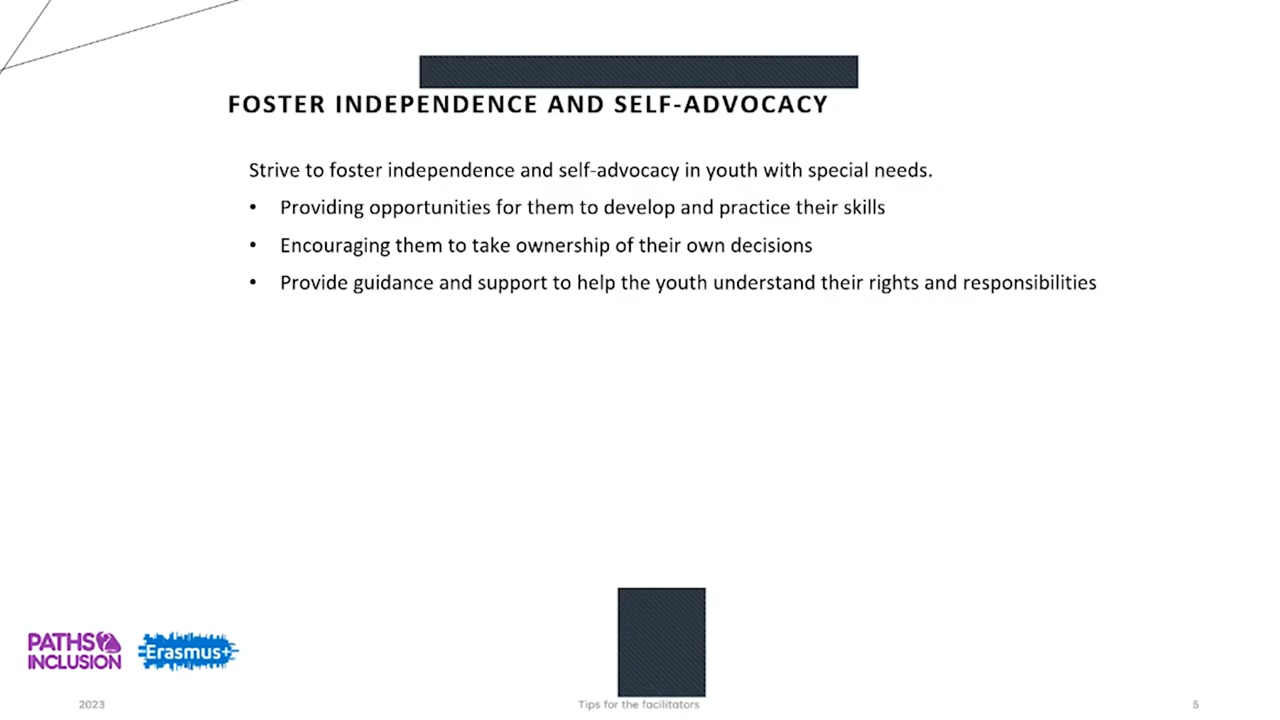 FOSTER INDEPENDENCE AND SELF-ADVOCACY
Strive to foster independence and self-advocacy in youth with special needs.
• Providing opportunities for them to develop and practice their skills
• Encouraging them to take ownership of their own decisions
• Provide guidance and support to help the youth understand their rights and responsibilities
PATHS2
INCLUSION
Erasmus+
2023
Tips for the facilitators
5